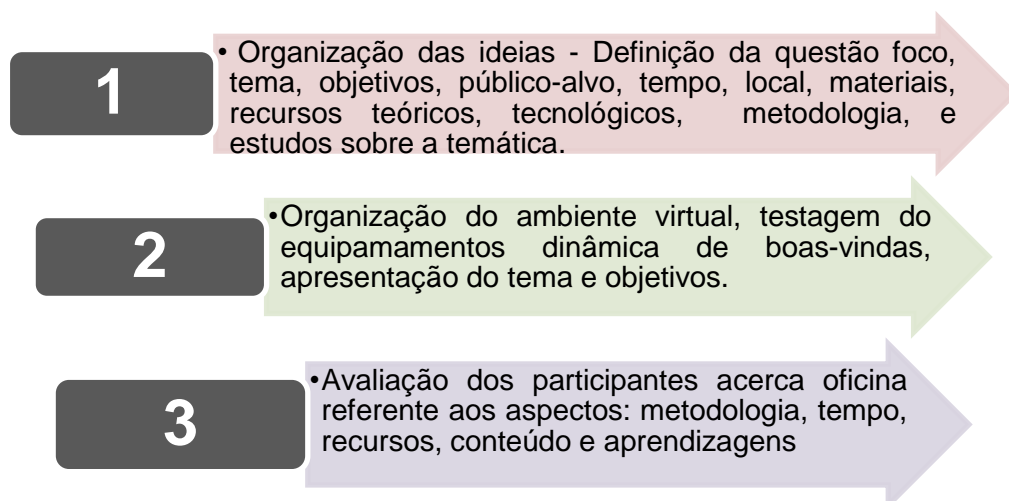 1
• Organização das ideias - Definição da questão foco,
tema, objetivos, público-alvo, tempo, local, materiais,
recursos teóricos, tecnológicos, metodologia, e
estudos sobre a temática.
2
•Organização do ambiente virtual, testagem do
equipamamentos dinâmica de boas-vindas,
apresentação do tema e objetivos.
3
•Avaliação dos participantes acerca oficina
referente aos aspectos: metodologia, tempo,
recursos, conteúdo e aprendizagens